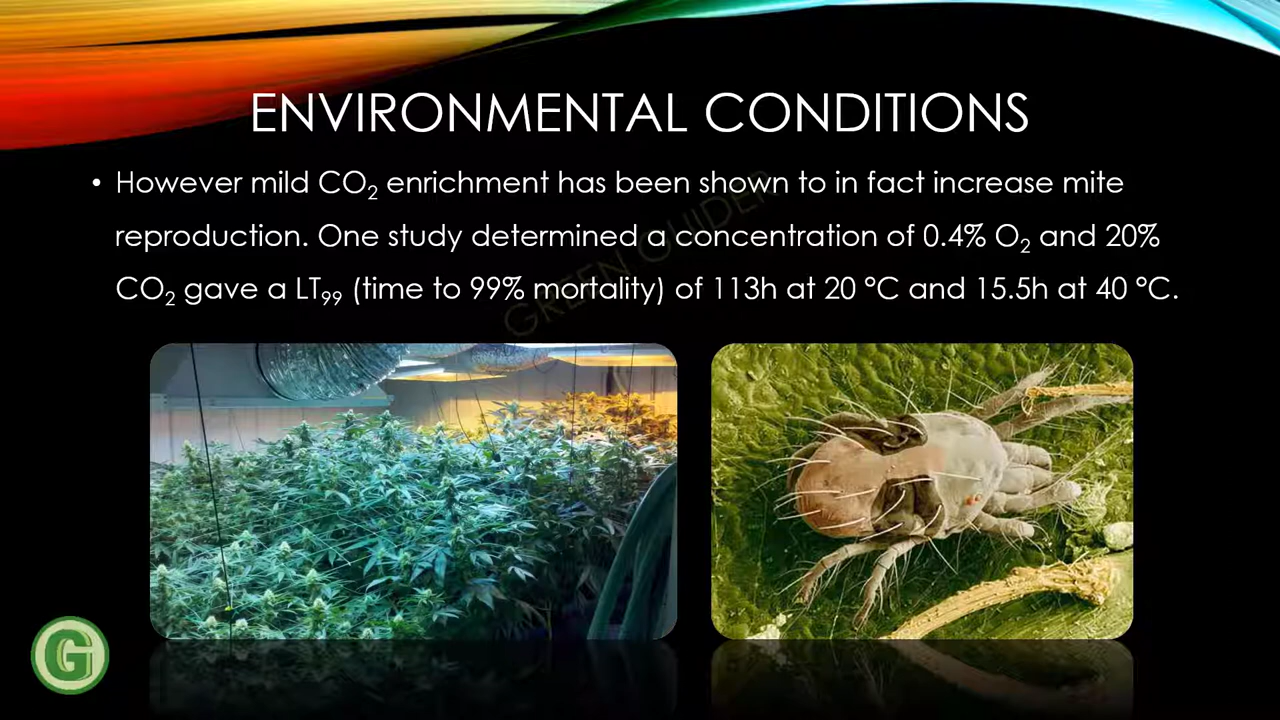 ENVIRONMENTAL CONDITIONS
• However mild CO₂ enrichment has been shown to in fact increase mite
reproduction. One study determined a concentration of 0.4% O₂ and 20%
CO₂ gave a LT₉₉ (time to 99% mortality) of 113h at 20 °C and 15.5h at 40 °C.
GREEN GUIDER
G